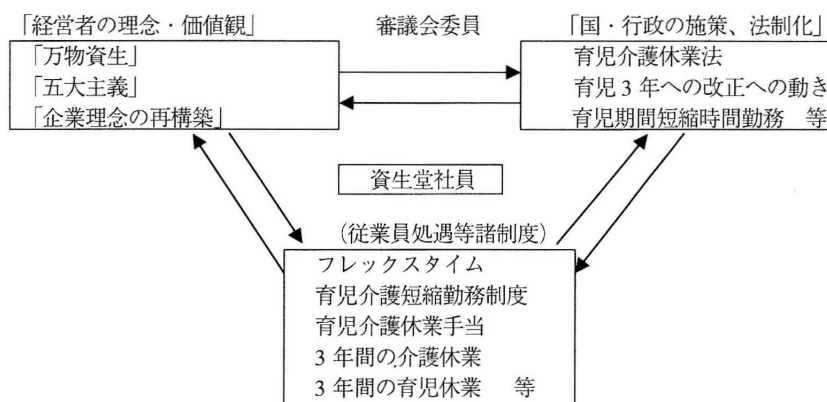 「経営者の理念・価値観」
審議会委員
「国・行政の施策、法制化」
「万物資生」
「五大主義」
「企業理念の再構築」
育児介護休業法
育児3年への改正への動き
育児期間短縮時間勤務 等
資生堂社員
(従業員処遇等諸制度)
フレックスタイム
育児介護短縮勤務制度
育児介護休業手当
3年間の介護休業
3年間の育児休業 等